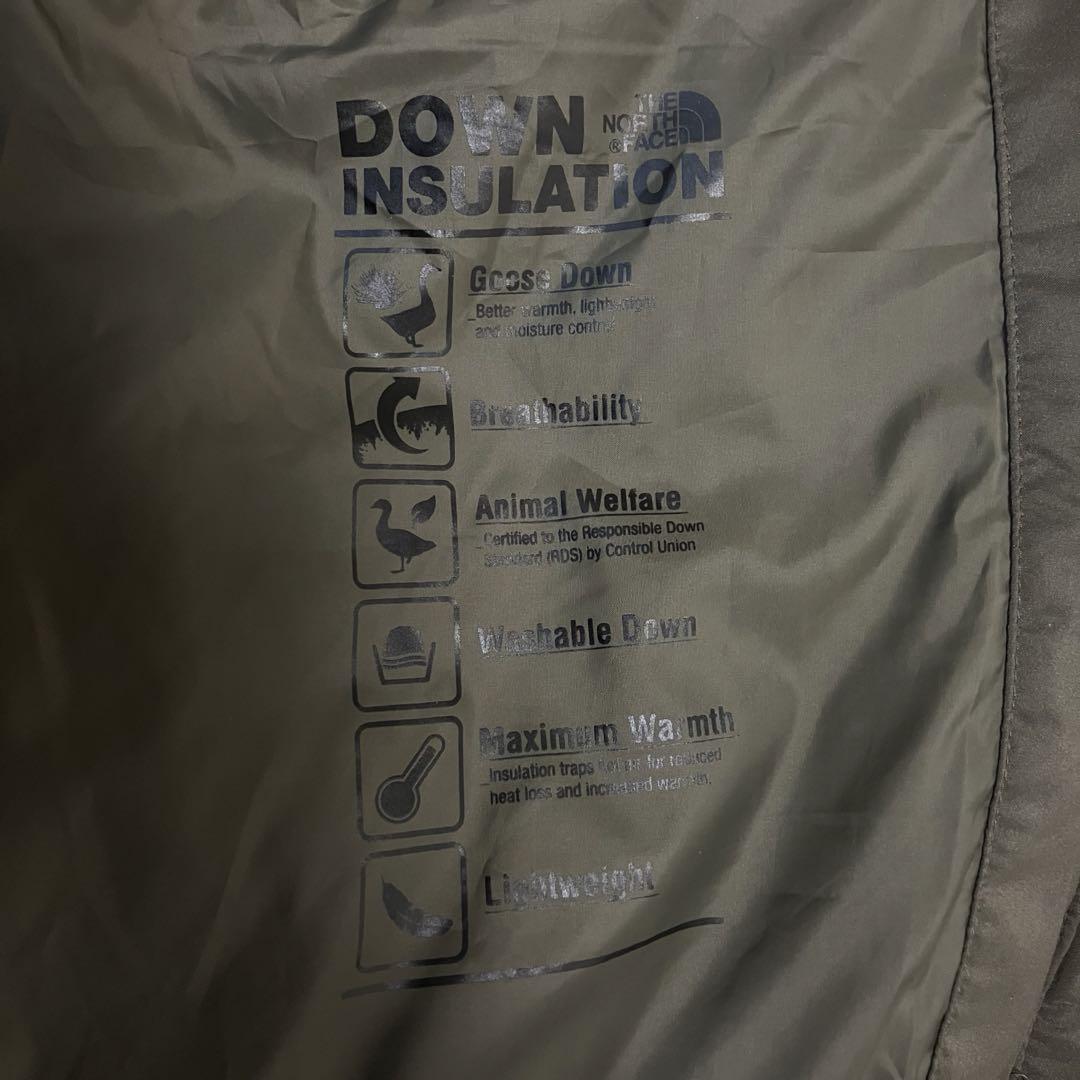 DOWN
THE
NORTH
®FACE
INSULATION
Goose Down
Better warmth, lightweight
and moisture control
Breathability
Animal Welfare
Certified to the Responsible Down
Standard (RDS) by Control Union
Washable Down
Maximum Warmth
Insulation traps for reduced
heat loss and increased warmth.
Lightweight